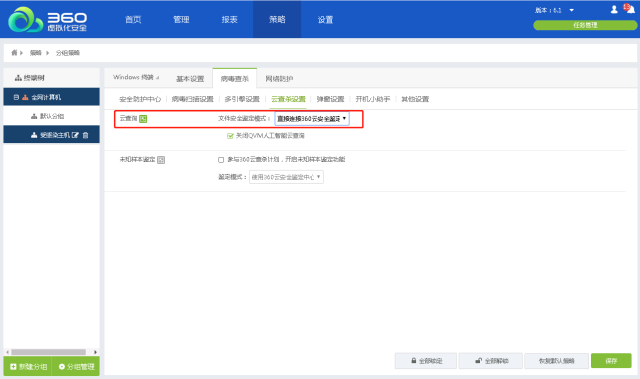 360
虚拟化安全
首页 管理 报表 策略 设置
版本：6.1
13
任务管理
策略 分组策略
终端树
全网计算机
默认分组
受感染主机
新建分组 分组管理
Windows 终端 基本设置 病毒查杀 网络防护
安全防护中心 病毒扫描设置 多引擎设置 云查杀设置 弹窗设置 开机小助手 其他设置
云查询 文件安全鉴定模式： 直接连接360云安全鉴定
关闭QVM人工智能云查询
未知样本鉴定 参与360云查杀计划，开启未知样本鉴定功能
鉴定模式： 使用360云安全鉴定中心
全部锁定 全部解锁 恢复默认策略 保存